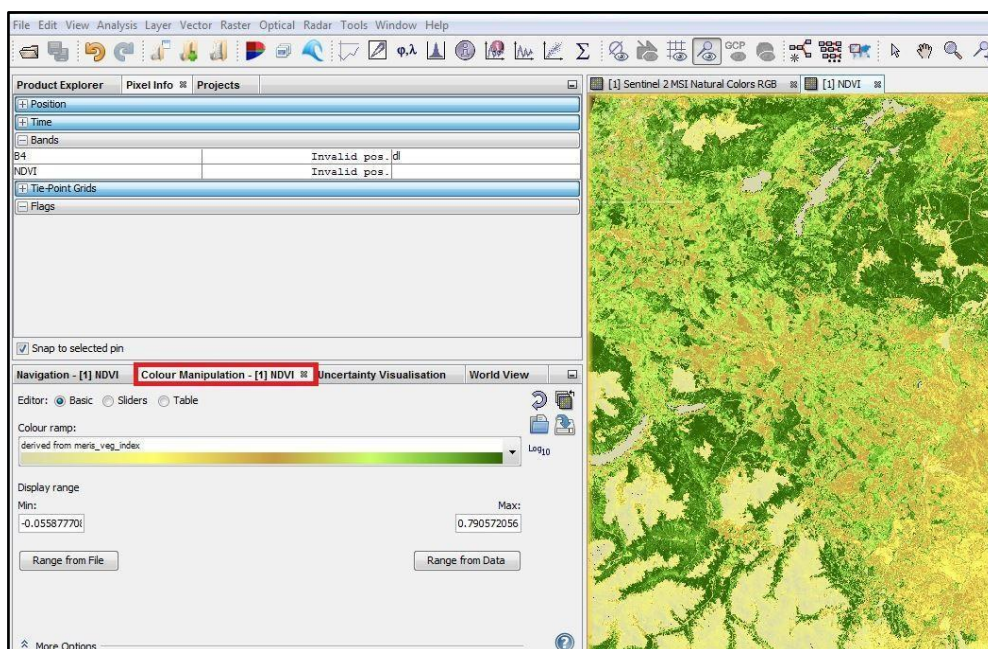 File Edit View Analysis Layer Vector Raster Optical Radar Tools Window Help
φ,λ Σ GCP
Product Explorer Pixel Info Projects
[1] Sentinel 2 MSI Natural Colors RGB [1] NDVI
Position
Time
Bands
B4 Invalid pos. dl
NDVI Invalid pos.
Tie-Point Grids
Flags
Snap to selected pin
Navigation - [1] NDVI Colour Manipulation - [1] NDVI Uncertainty Visualisation World View
Editor: Basic Sliders Table
Colour ramp:
derived from meris_veg_index
Log10
Display range
Min: Max:
-0.05587770 0.790572056
Range from File Range from Data
More Options